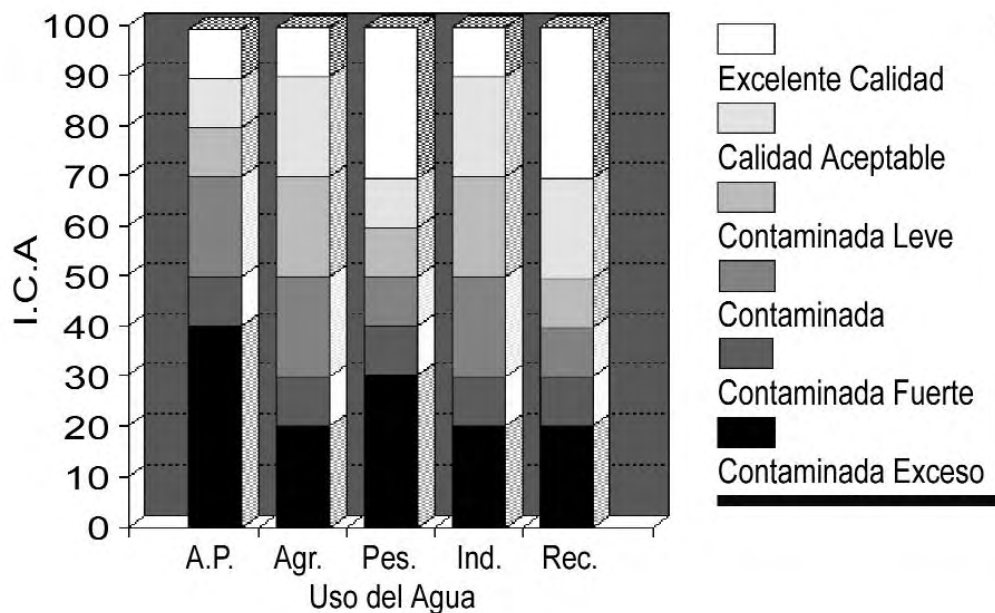 100
90
80
70
60
50
40
30
20
10
0
I.C.A
A.P. Agr. Pes. Ind. Rec.
Uso del Agua
Excelente Calidad
Calidad Aceptable
Contaminada Leve
Contaminada
Contaminada Fuerte
Contaminada Exceso